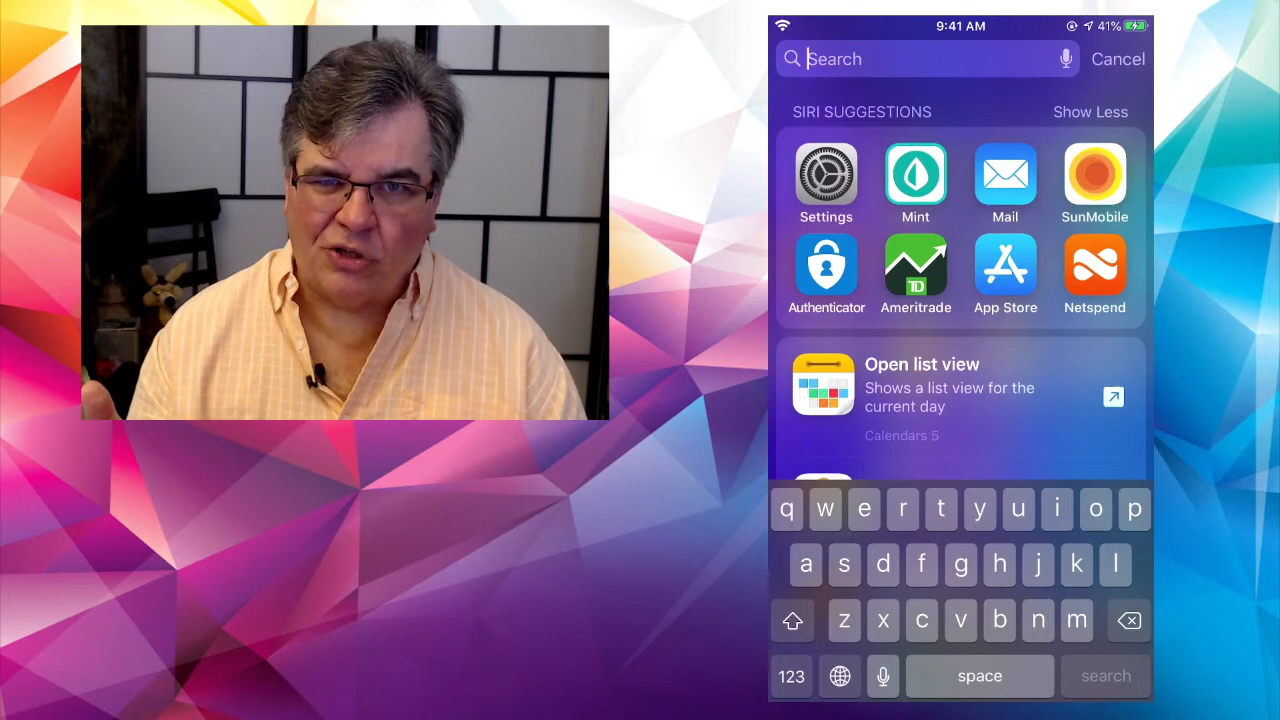 9:41 AM
41%
Search
Cancel
SIRI SUGGESTIONS
Show Less
Settings
Mint
Mail
SunMobile
TD
Authenticator
Ameritrade
App Store
Netspend
Open list view
Shows a list view for the
current day
Calendars 5
q w e r t y u i o p
a s d f g h j k l
z x c v b n m
123
space
search